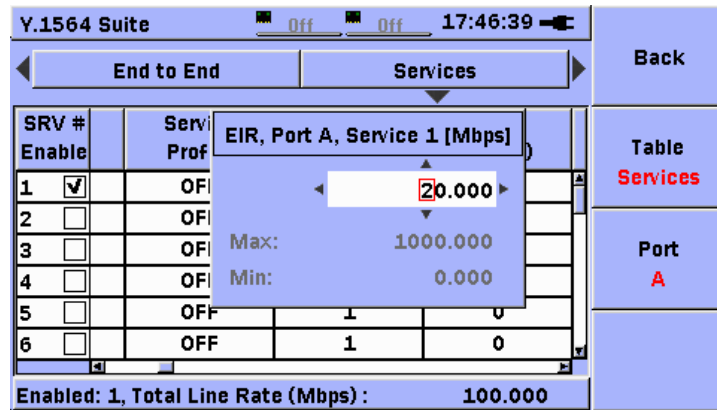 Y.1564 Suite Off Off 17:46:39
End to End Services
Back
SRV # Enable
EIR, Port A, Service 1 [Mbps]
Table
Services
1
20.000
2
3
Max: 1000.000
Port
A
4
Min: 0.000
5 OFF 1 0
6 OFF 1 0
Enabled: 1, Total Line Rate (Mbps) : 100.000